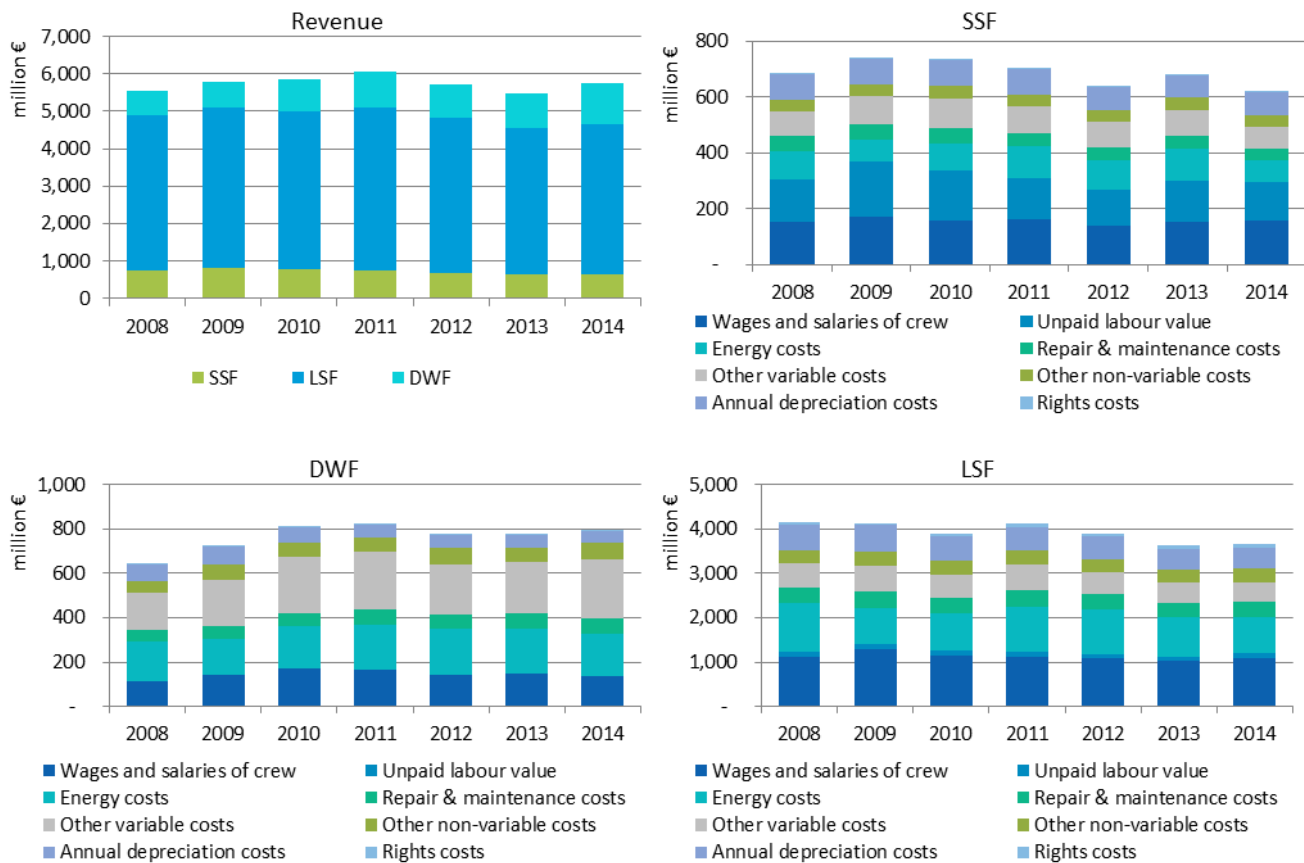 Revenue
million €
7,000
6,000
5,000
4,000
3,000
2,000
1,000
0
2008 2009 2010 2011 2012 2013 2014
SSF LSF DWF
SSF
million €
800
600
400
200
-
2008 2009 2010 2011 2012 2013 2014
Wages and salaries of crew Unpaid labour value
Energy costs Repair & maintenance costs
Other variable costs Other non-variable costs
Annual depreciation costs Rights costs
DWF
million €
1,000
800
600
400
200
-
2008 2009 2010 2011 2012 2013 2014
Wages and salaries of crew Unpaid labour value
Energy costs Repair & maintenance costs
Other variable costs Other non-variable costs
Annual depreciation costs Rights costs
LSF
million €
5,000
4,000
3,000
2,000
1,000
-
2008 2009 2010 2011 2012 2013 2014
Wages and salaries of crew Unpaid labour value
Energy costs Repair & maintenance costs
Other variable costs Other non-variable costs
Annual depreciation costs Rights costs